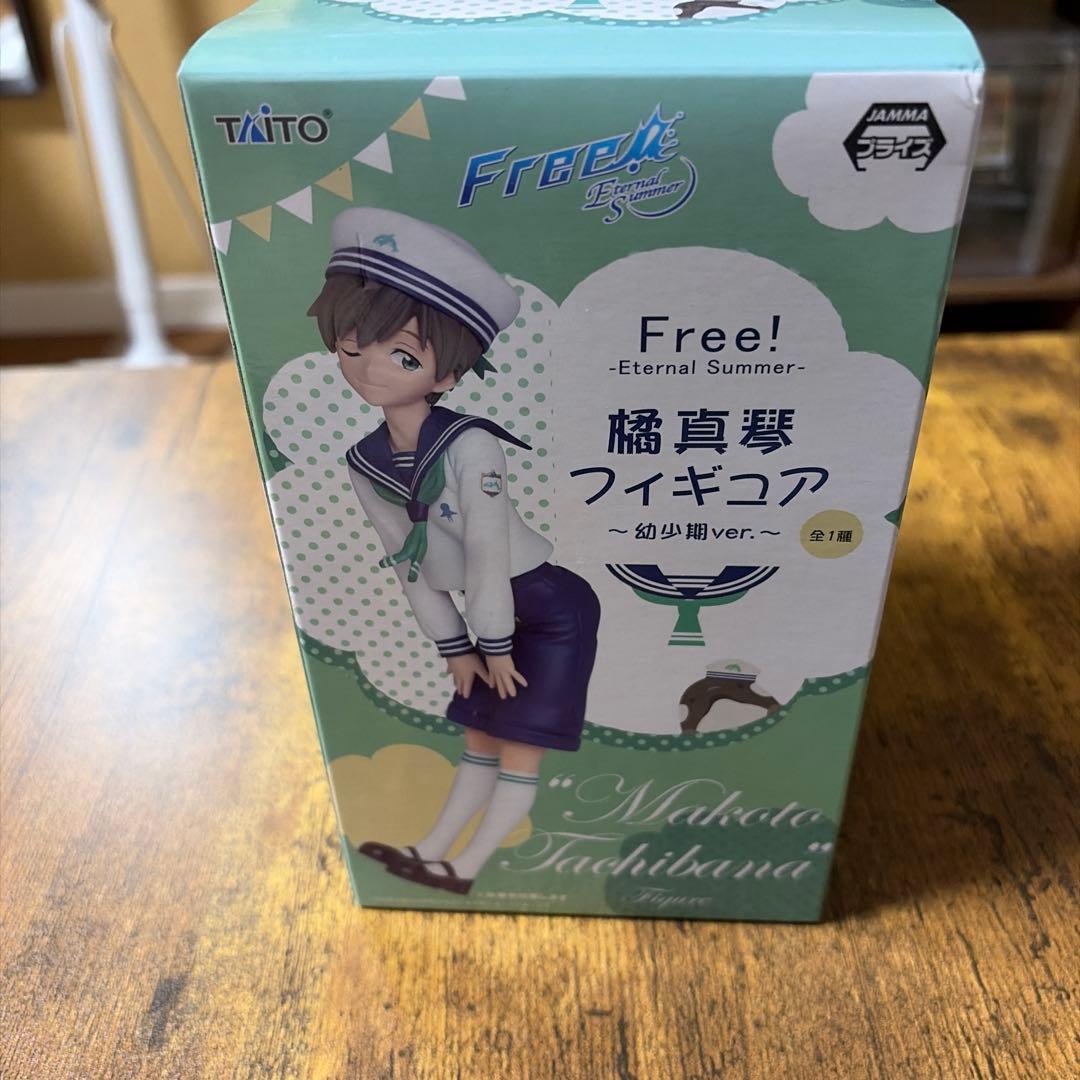 TAITO®
JAMMA
プライズ
Free!
Eternal
Summer
Free!
-Eternal Summer-
橘真琴
フィギュア
～幼少期ver.～
全1種
"Makoto
Tachibana"
Figure